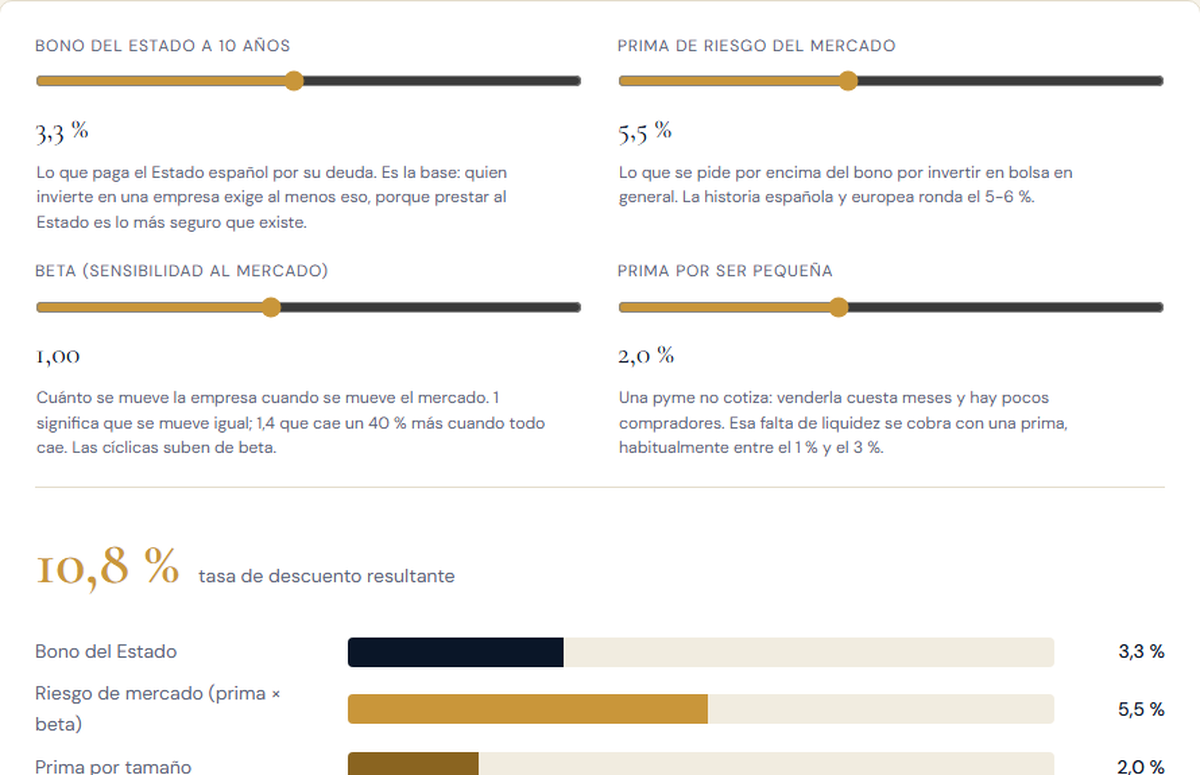 BONO DEL ESTADO A 10 AÑOS
3,3 %
Lo que paga el Estado español por su deuda. Es la base: quien
invierte en una empresa exige al menos eso, porque prestar al
Estado es lo más seguro que existe.
PRIMA DE RIESGO DEL MERCADO
5,5 %
Lo que se pide por encima del bono por invertir en bolsa en
general. La historia española y europea ronda el 5-6 %.
BETA (SENSIBILIDAD AL MERCADO)
1,00
Cuánto se mueve la empresa cuando se mueve el mercado. 1
significa que se mueve igual; 1,4 que cae un 40 % más cuando todo
cae. Las cíclicas suben de beta.
PRIMA POR SER PEQUEÑA
2,0 %
Una pyme no cotiza: venderla cuesta meses y hay pocos
compradores. Esa falta de liquidez se cobra con una prima,
habitualmente entre el 1 % y el 3 %.
10,8 % tasa de descuento resultante
Bono del Estado 3,3 %
Riesgo de mercado (prima ×
beta) 5,5 %
Prima por tamaño 2,0 %